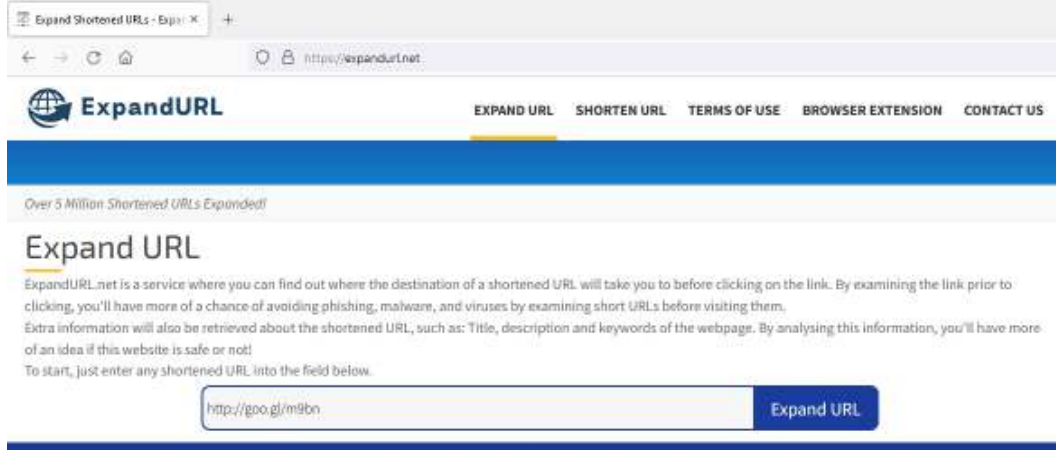 Expand Shortened URLs - Expan
https://expandurl.net
ExpandURL
EXPAND URL SHORTEN URL TERMS OF USE BROWSER EXTENSION CONTACT US
Over 5 Million Shortened URLs Expanded!
Expand URL
ExpandURL.net is a service where you can find out where the destination of a shortened URL will take you to before clicking on the link. By examining the link prior to
clicking, you'll have more of a chance of avoiding phishing, malware, and viruses by examining short URLs before visiting them.
Extra information will also be retrieved about the shortened URL, such as: Title, description and keywords of the webpage. By analysing this information, you'll have more
of an idea if this website is safe or not!
To start, just enter any shortened URL into the field below.
http://goo.gl/m9bn Expand URL